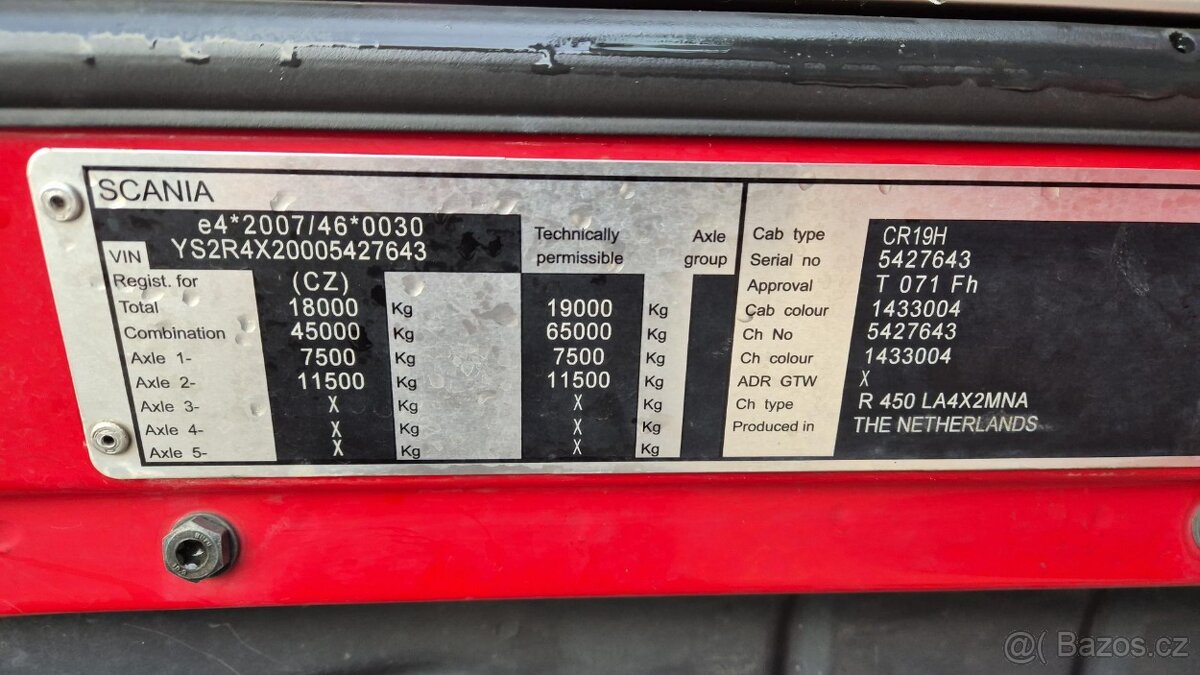 SCANIA
e4*2007/46*0030
VIN YS2R4X20005427643
Technically permissible
Axle group
Regist. for (CZ)
Total 18000 Kg 19000 Kg
Combination 45000 Kg 65000 Kg
Axle 1- 7500 Kg 7500 Kg
Axle 2- 11500 Kg 11500 Kg
Axle 3- X Kg X Kg
Axle 4- X Kg X Kg
Axle 5- X Kg X Kg
Cab type CR19H
Serial no 5427643
Approval T 071 Fh
Cab colour 1433004
Ch No 5427643
Ch colour 1433004
ADR GTW X
Ch type R 450 LA4X2MNA
Produced in THE NETHERLANDS
Bazos.cz